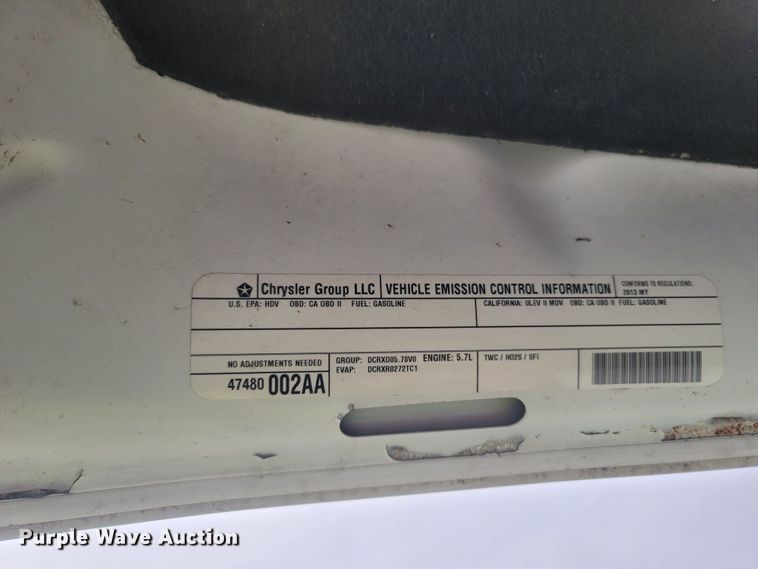 Chrysler Group LLC VEHICLE EMISSION CONTROL INFORMATION CONFORMS TO REGULATIONS:
2013 MY
U.S. EPA: HDV OBD: CA OBD II FUEL: GASOLINE
CALIFORNIA: ULEV II MDV OBD: CA OBD II FUEL: GASOLINE
NO ADJUSTMENTS NEEDED
47480 002AA
GROUP: DCRXD05.78V0 ENGINE: 5.7L
EVAP: DCRXR0272TC1
TWC / HO2S / SFI
Purple Wave Auction